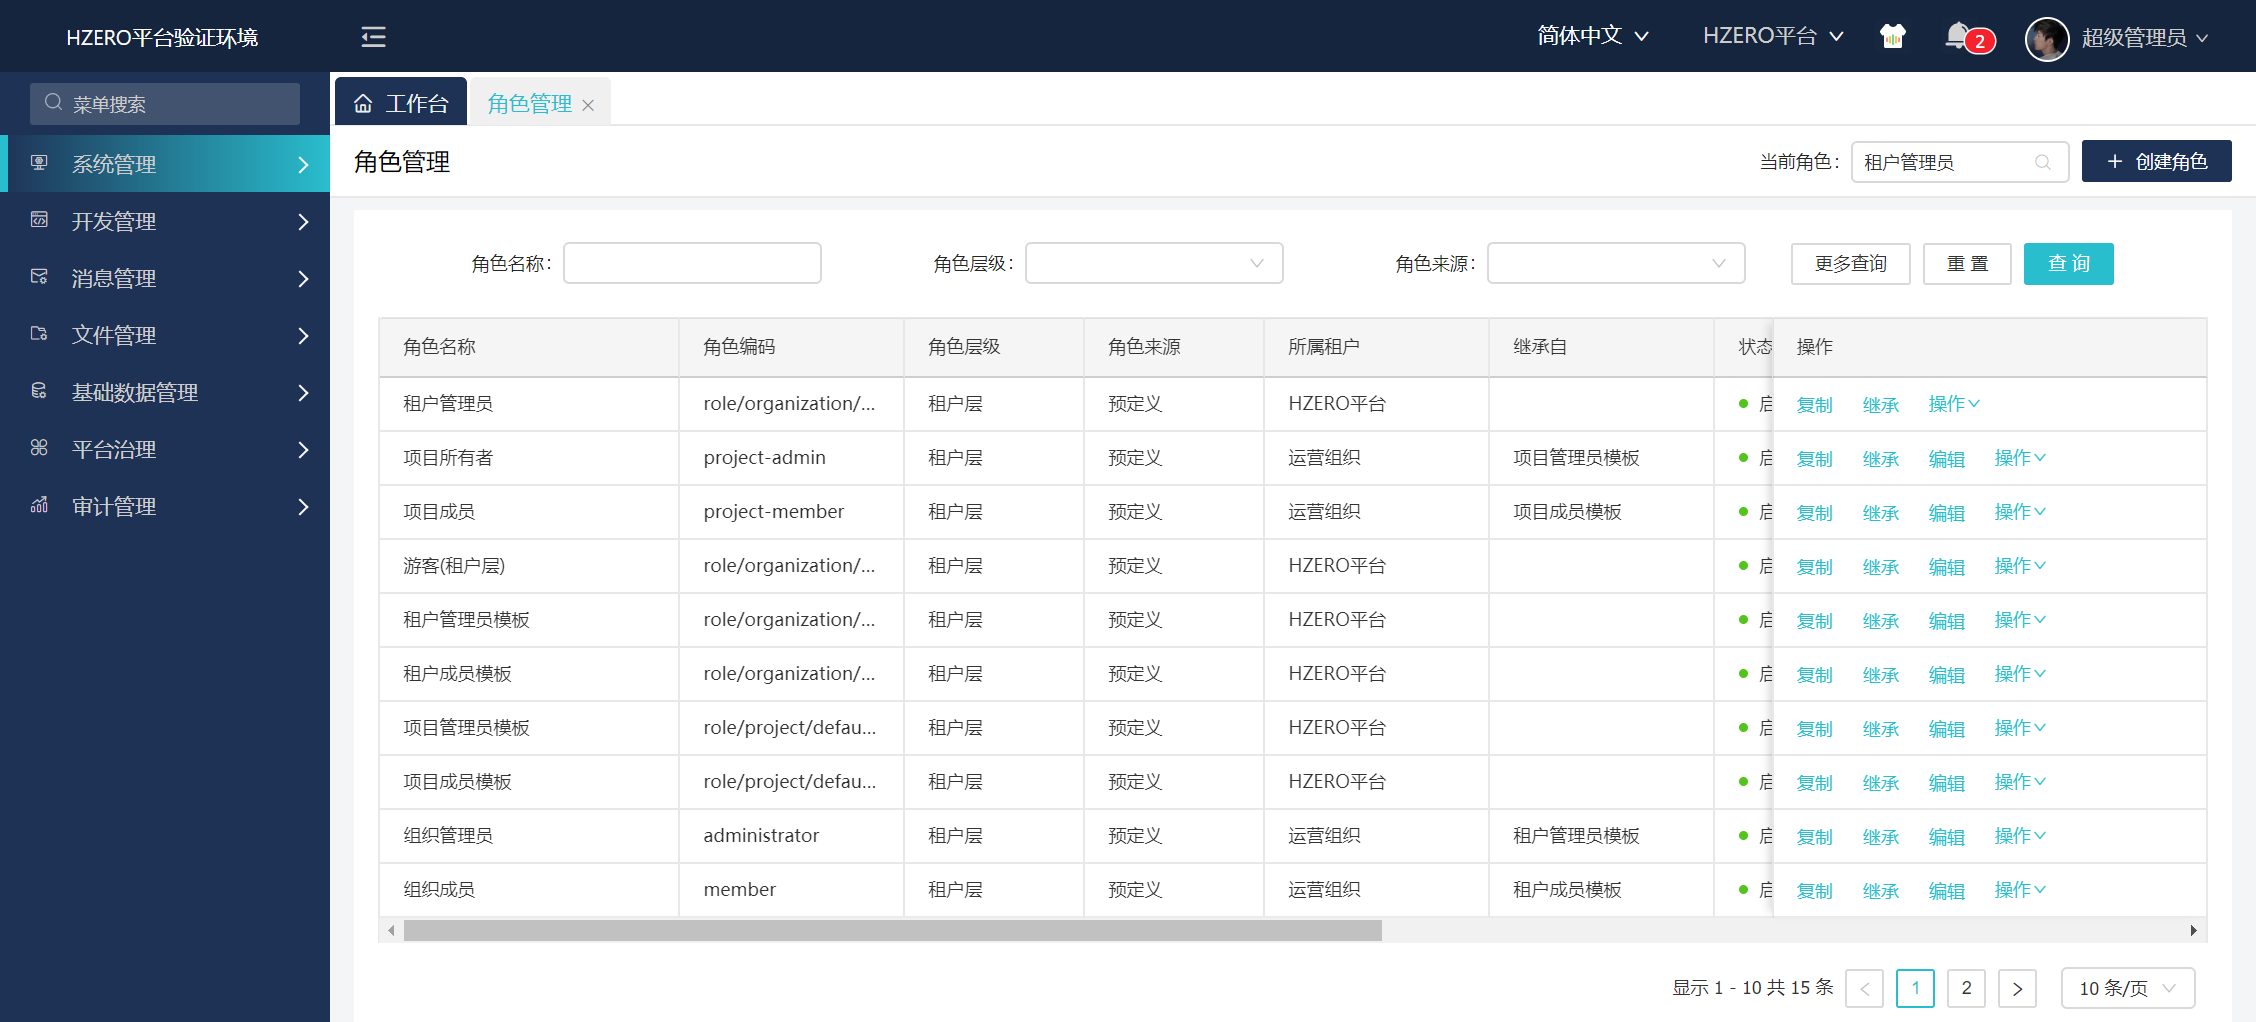 HZERO平台验证环境
简体中文
HZERO平台
2
超级管理员
菜单搜索
系统管理
开发管理
消息管理
文件管理
基础数据管理
平台治理
审计管理
工作台
角色管理
角色管理
当前角色:
租户管理员
+ 创建角色
角色名称:
角色层级:
角色来源:
更多查询
重 置
查 询
角色名称 角色编码 角色层级 角色来源 所属租户 继承自 状态 操作
租户管理员 role/organization/... 租户层 预定义 HZERO平台 启 复制 继承 操作
项目所有者 project-admin 租户层 预定义 运营组织 项目管理员模板 启 复制 继承 编辑 操作
项目成员 project-member 租户层 预定义 运营组织 项目成员模板 启 复制 继承 编辑 操作
游客(租户层) role/organization/... 租户层 预定义 HZERO平台 启 复制 继承 编辑 操作
租户管理员模板 role/organization/... 租户层 预定义 HZERO平台 启 复制 继承 编辑 操作
租户成员模板 role/organization/... 租户层 预定义 HZERO平台 启 复制 继承 编辑 操作
项目管理员模板 role/project/defau... 租户层 预定义 HZERO平台 启 复制 继承 编辑 操作
项目成员模板 role/project/defau... 租户层 预定义 HZERO平台 启 复制 继承 编辑 操作
组织管理员 administrator 租户层 预定义 运营组织 租户管理员模板 启 复制 继承 编辑 操作
组织成员 member 租户层 预定义 运营组织 租户成员模板 启 复制 继承 编辑 操作
显示 1 - 10 共 15 条 < 1 2 > 10 条/页